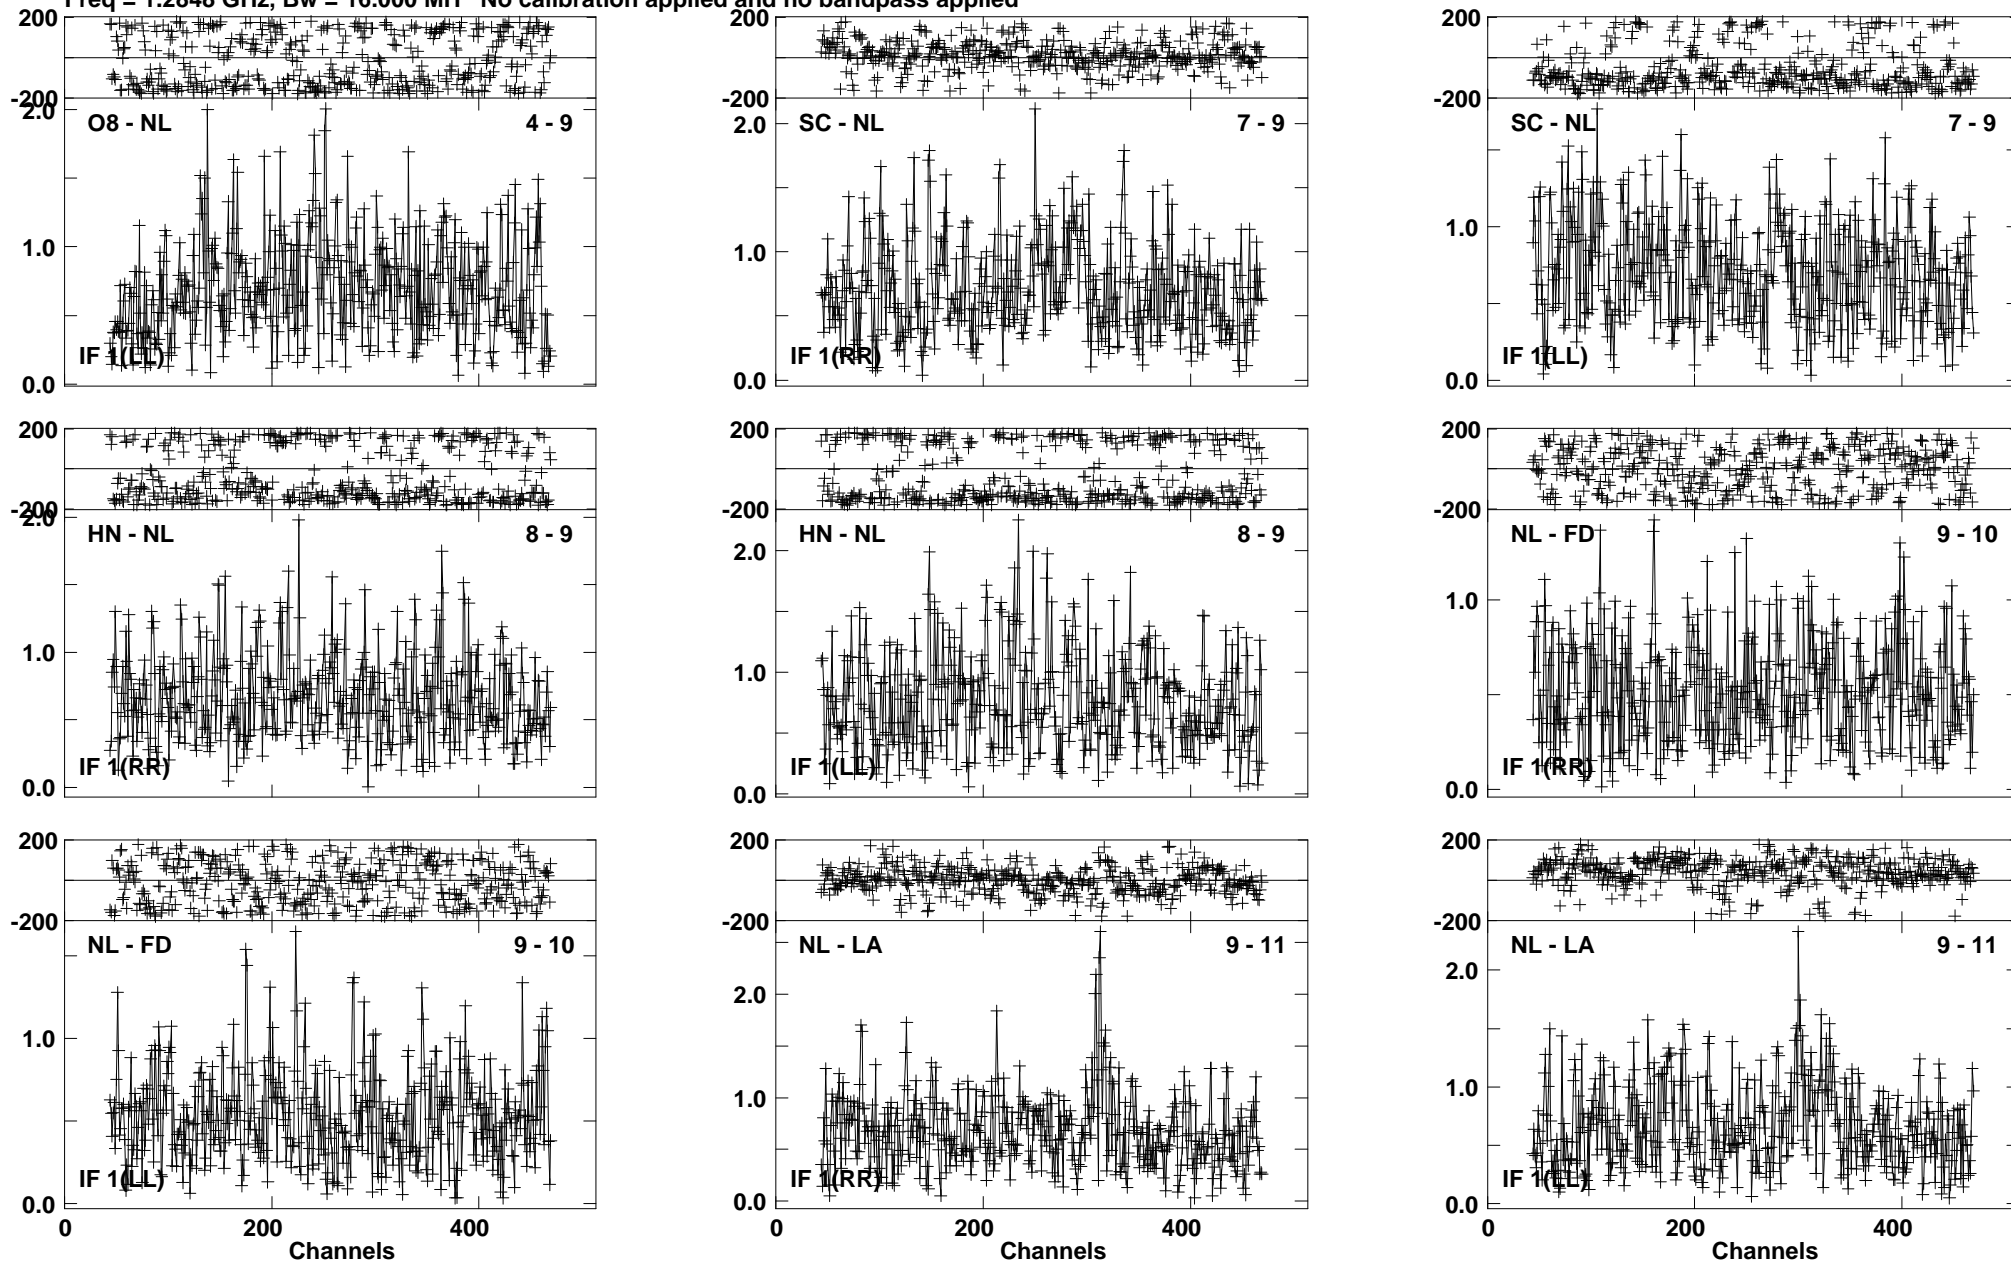 Freq = 1.2848 GHz, Bw = 16.000 MH No calibration applied and no bandpass applied
200 200 200
-200 -200 -200
O8 - NL 4 - 9 SC - NL 7 - 9 SC - NL 7 - 9
2.0 2.0
1.0 1.0 1.0
IF 1(LL) IF 1(RR) IF 1(LL)
0.0 0.0 0.0
200 200 200
-200 -200 -200
HN - NL 8 - 9 HN - NL 8 - 9 NL - FD 9 - 10
2.0 2.0
1.0 1.0 1.0
IF 1(RR) IF 1(LL) IF 1(RR)
0.0 0.0 0.0
200 200 200
-200 -200 -200
NL - FD 9 - 10 NL - LA 9 - 11 NL - LA 9 - 11
2.0 2.0
1.0 1.0 1.0
IF 1(LL) IF 1(RR) IF 1(LL)
0.0 0.0 0.0
0 200 400 0 200 400 0 200 400
Channels Channels Channels